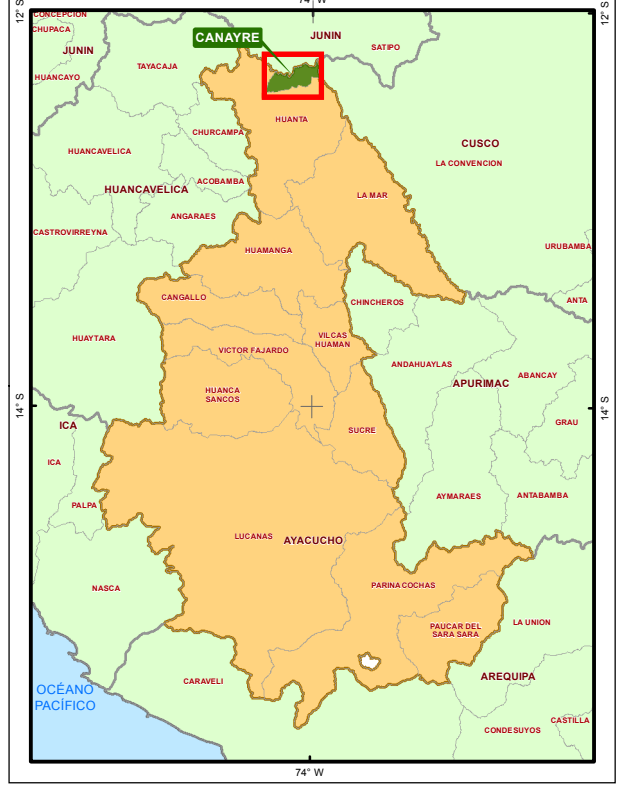 74° W
12° S
12° S
CONCEPCION
CHUPACA
JUNIN
CANAYRE
JUNIN
SATIPO
TAYACAJA
HUANCAYO
HUANTA
CHURCAMPA
CUSCO
HUANCAVELICA
LA CONVENCION
ACOBAMBA
HUANCAVELICA
LA MAR
ANGARAES
CASTROVIRREYNA
HUAMANGA
URUBAMBA
CANGALLO
CHINCHEROS
ANTA
HUAYTARA
VILCAS
HUAMAN
VICTOR FAJARDO
ANDAHUAYLAS
ABANCAY
APURIMAC
HUANCA
SANCOS
14° S
14° S
ICA
GRAU
SUCRE
ICA
AYMARAES
ANTABAMBA
PALPA
LUCANAS
AYACUCHO
NASCA
PARINACOCHAS
PAUCAR DEL
SARA SARA
LA UNION
CARAVELI
AREQUIPA
OCÉANO
PACÍFICO
CASTILLA
CONDESUYOS
74° W